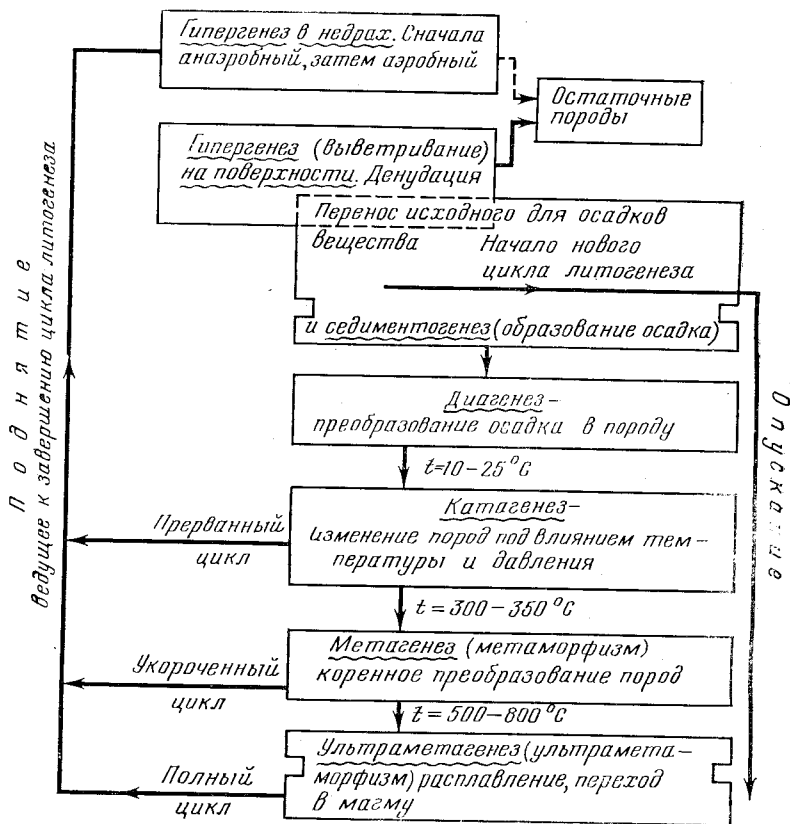 Гипергенез в недрах. Сначала
анаэробный, затем аэробный
Остаточные
породы
Гипергенез (выветривание)
на поверхности. Денудация
Перенос исходного для осадков
вещества Начало нового
цикла литогенеза
и седиментогенез (образование осадка)
Диагенез–
преобразование осадки в породу
t=10–25°С
Катагенез–
изменение пород под влиянием тем–
пературы и давления
Прерванный
цикл
t=300–350°С
Метагенез (метаморфизм)
коренное преобразование пород
Укороченный
цикл
t=500–800°С
Ультраметагенез (ультрамета–
морфизм) расплавление, переход
в магму
Полный
цикл
Поднятие
ведущее к завершению цикла литогенеза
Опускание